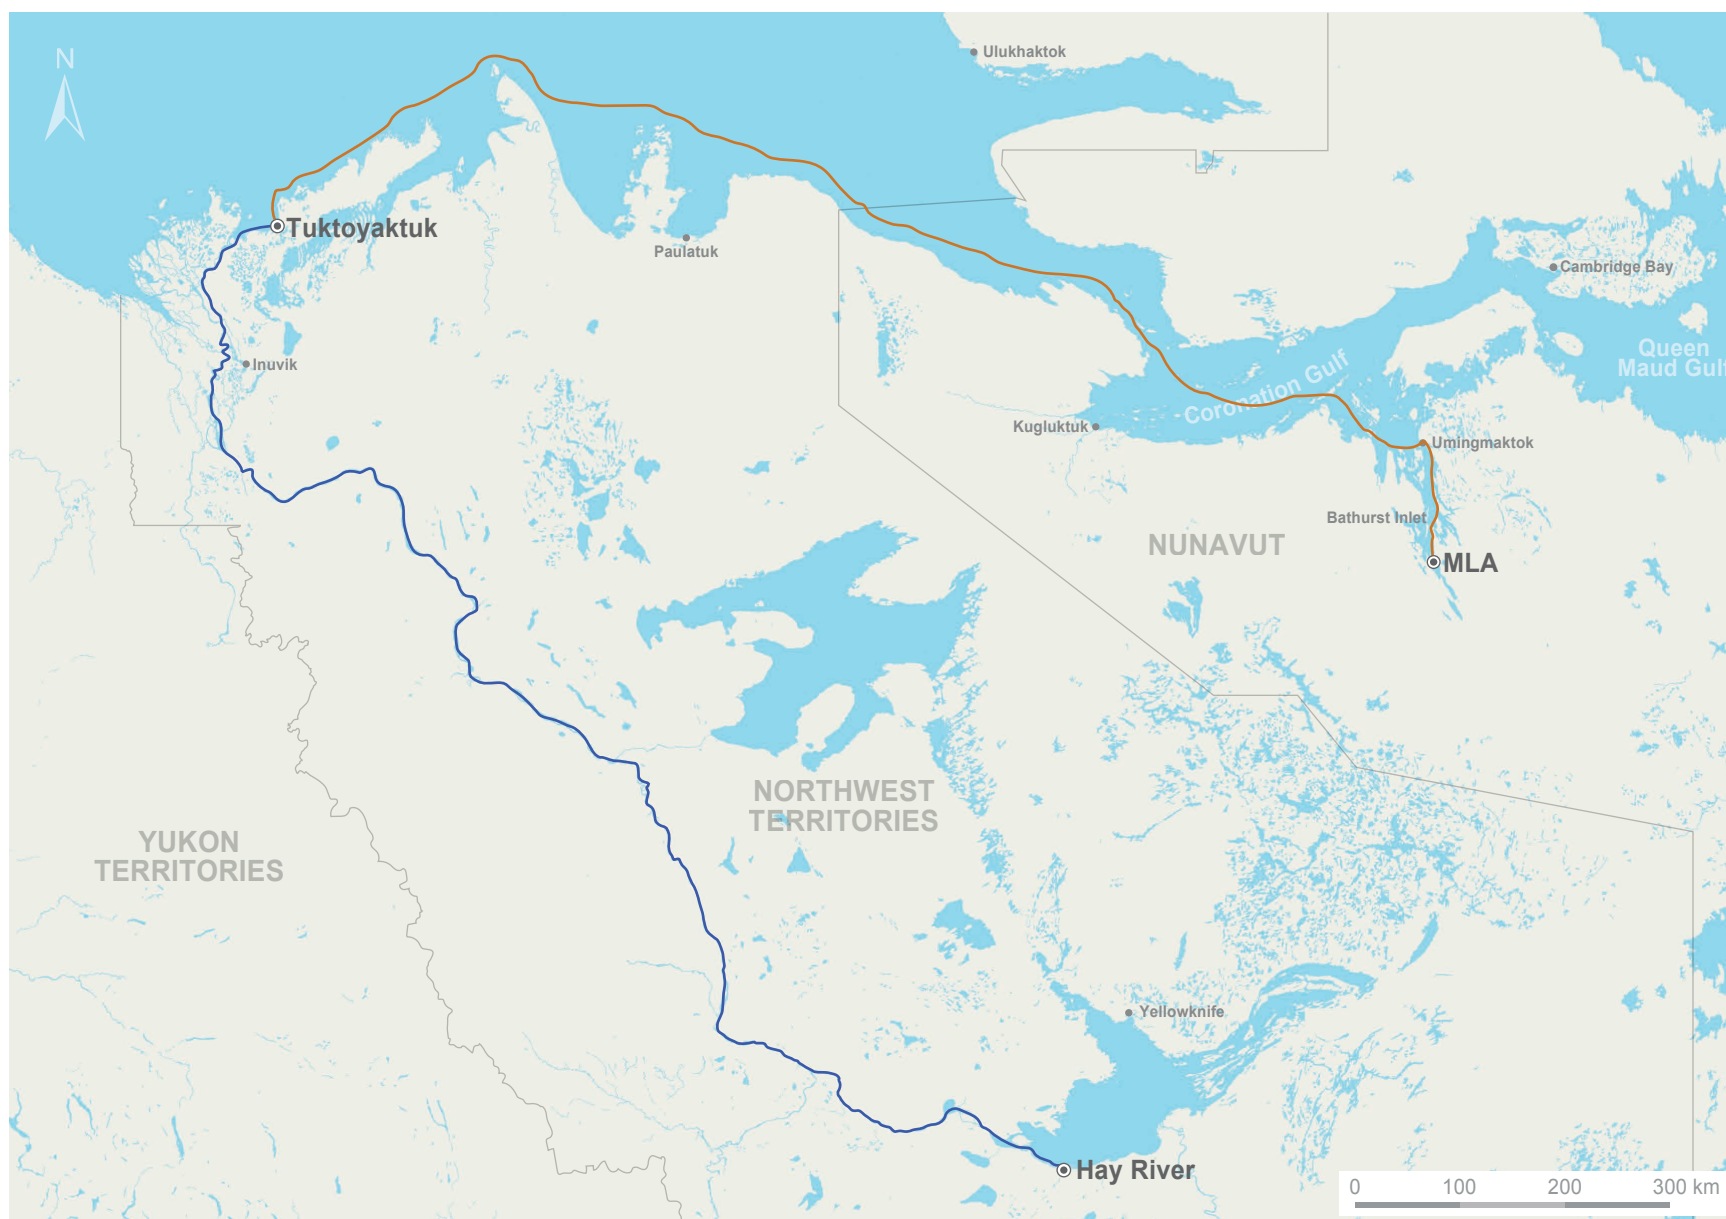 N
Ulukhaktok
Tuktoyaktuk
Paulatuk
Cambridge Bay
Inuvik
Queen
Maud Gulf
Coronation Gulf
Kugluktuk
Umingmaktok
Bathurst Inlet
NUNAVUT
MLA
NORTHWEST
TERRITORIES
YUKON
TERRITORIES
Yellowknife
Hay River
0 100 200 300 km